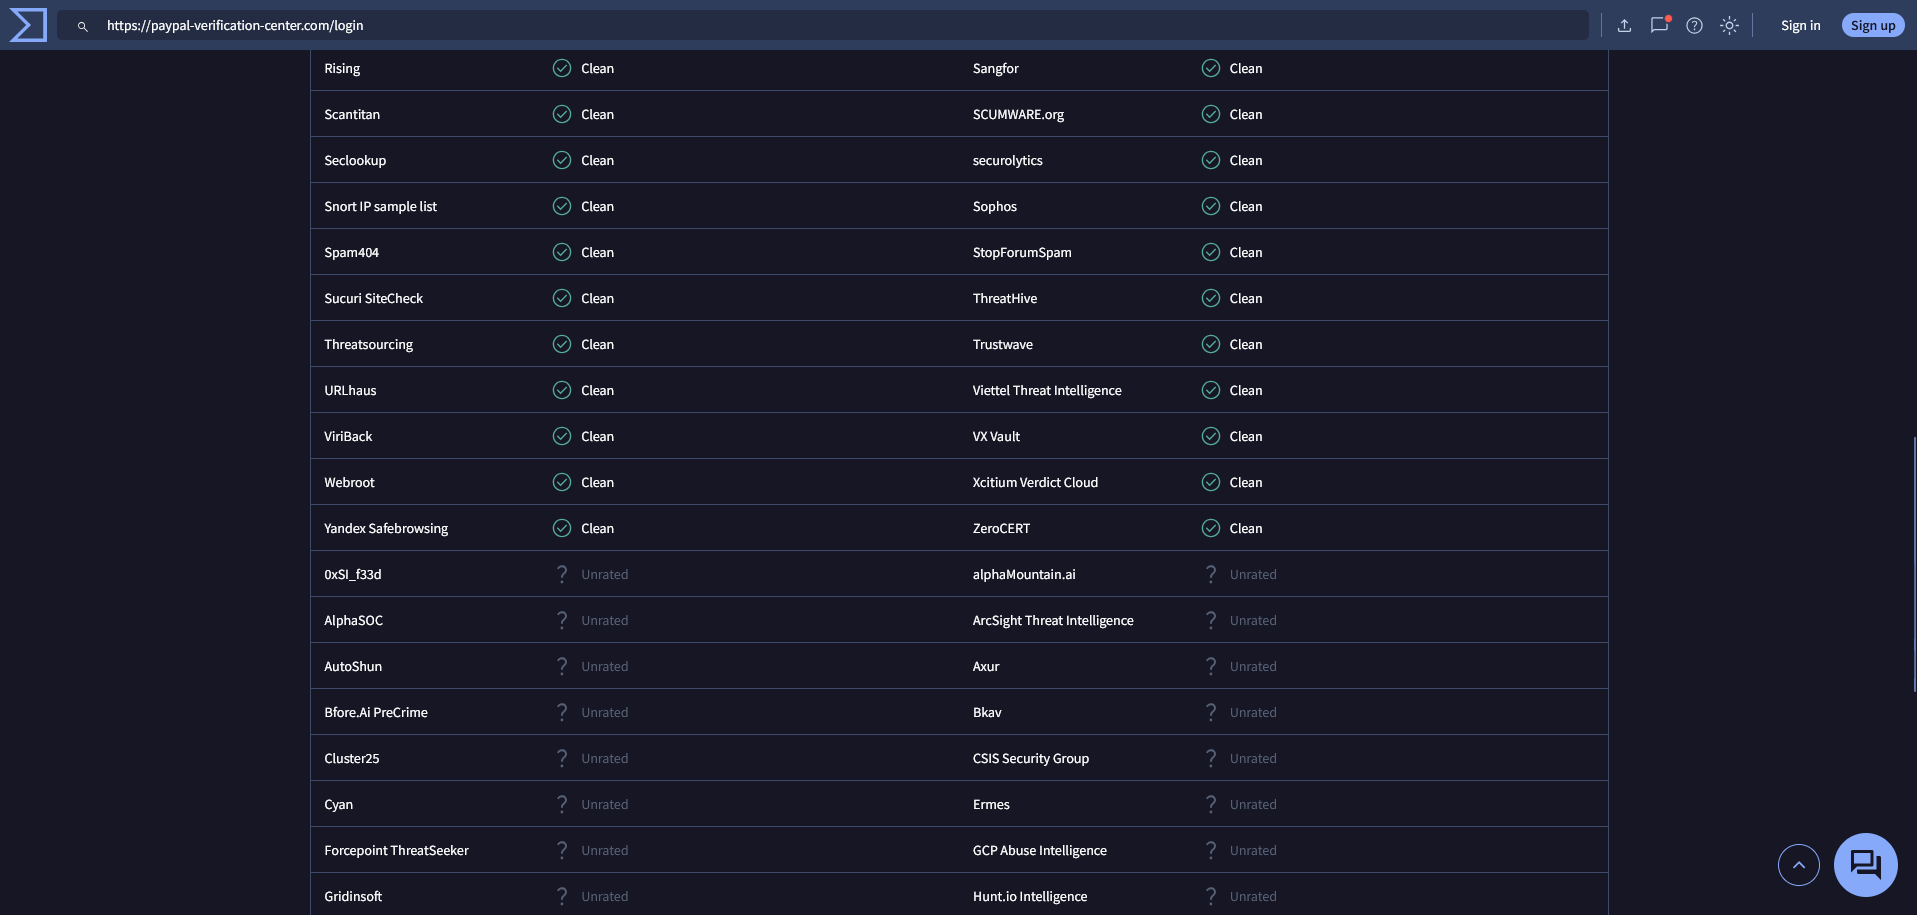 https://paypal-verification-center.com/login
Sign in
Sign up
Rising Clean Sangfor Clean
Scantitan Clean SCUMWARE.org Clean
Seclookup Clean securolytics Clean
Snort IP sample list Clean Sophos Clean
Spam404 Clean StopForumSpam Clean
Sucuri SiteCheck Clean ThreatHive Clean
Threatsourcing Clean Trustwave Clean
URLhaus Clean Viettel Threat Intelligence Clean
ViriBack Clean VX Vault Clean
Webroot Clean Xcitium Verdict Cloud Clean
Yandex Safebrowsing Clean ZeroCERT Clean
0xSI_f33d ? Unrated alphaMountain.ai ? Unrated
AlphaSOC ? Unrated ArcSight Threat Intelligence ? Unrated
AutoShun ? Unrated Axur ? Unrated
Bfore.Ai PreCrime ? Unrated Bkav ? Unrated
Cluster25 ? Unrated CSIS Security Group ? Unrated
Cyan ? Unrated Ermes ? Unrated
Forcepoint ThreatSeeker ? Unrated GCP Abuse Intelligence ? Unrated
Gridinsoft ? Unrated Hunt.io Intelligence ? Unrated